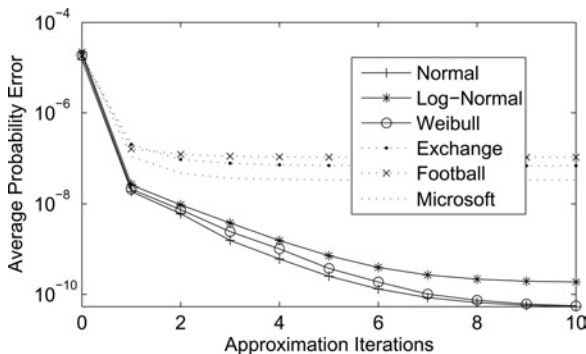 10−4
10−6
10−8
10−10
Average Probability Error
Normal
Log−Normal
Weibull
Exchange
Football
Microsoft
0 2 4 6 8 10
Approximation Iterations